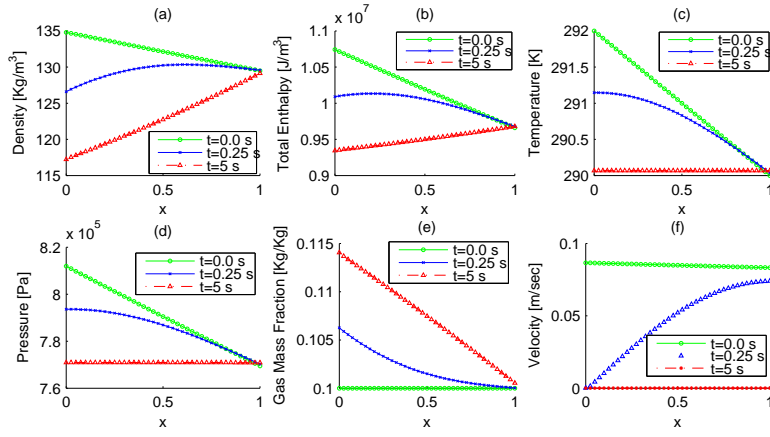 (a)
135
130
125
120
115
0
0.5
1
x
Density [Kg/m³]
t=0.0 s
t=0.25 s
t=5 s
(b)
x 10⁷
1.1
1.05
1
0.95
0.9
0
0.5
1
x
Total Enthalpy [J/m³]
t=0.0 s
t=0.25 s
t=5 s
(c)
292
291
290
0
0.5
1
x
Temperature [K]
t=0.0 s
t=0.25 s
t=5 s
(d)
x 10⁵
8.2
8
7.8
7.6
0
0.5
1
x
Pressure [Pa]
t=0.0 s
t=0.25 s
t=5 s
(e)
0.115
0.11
0.105
0.1
0
0.5
1
x
Gas Mass Fraction [Kg/Kg]
t=0.0 s
t=0.25 s
t=5 s
(f)
0.1
0.05
0
0
0.5
1
x
Velocity [m/sec]
t=0.0 s
t=0.25 s
t=5 s